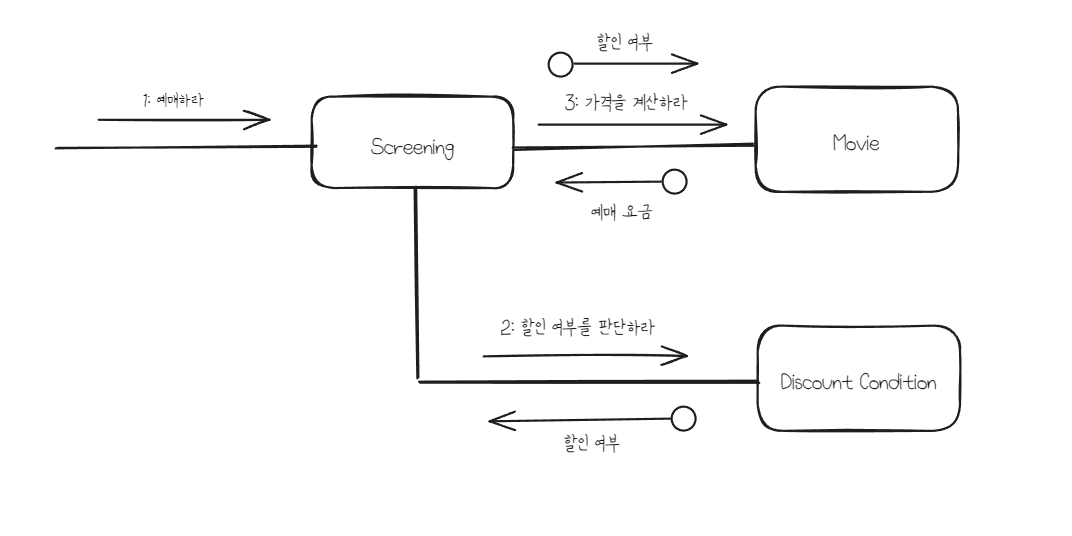 할인 여부
1: 예매하라
3: 가격을 계산하라
Screening
Movie
예매 요금
2: 할인 여부를 판단하라
Discount Condition
할인 여부